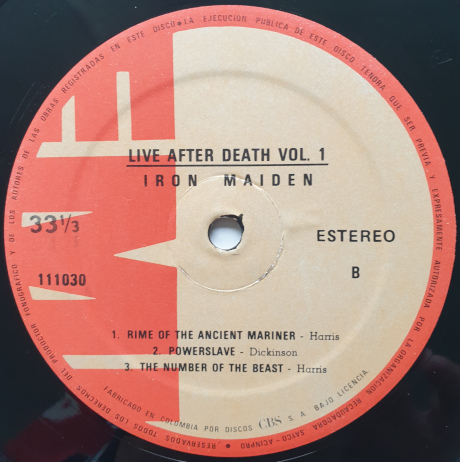 RESERVADOS TODOS LOS DERECHOS DEL PRODUCTOR FONOGRAFICO Y DE LOS AUTORES DE LAS OBRAS REGISTRADAS EN ESTE DISCO • LA EJECUCION PUBLICA DE ESTE DISCO TENDRA QUE SER PREVIA Y EXPRESAMENTE AUTORIZADA POR LA ORGANIZACION RECAUDADORA SAYCO-ACINPRO •
EMI
LIVE AFTER DEATH VOL. 1
IRON MAIDEN
33 1/3
ESTEREO
111030
B
1. RIME OF THE ANCIENT MARINER - Harris
2. POWERSLAVE - Dickinson
3. THE NUMBER OF THE BEAST - Harris
FABRICADO EN COLOMBIA POR DISCOS CBS S. A. BAJO LICENCIA